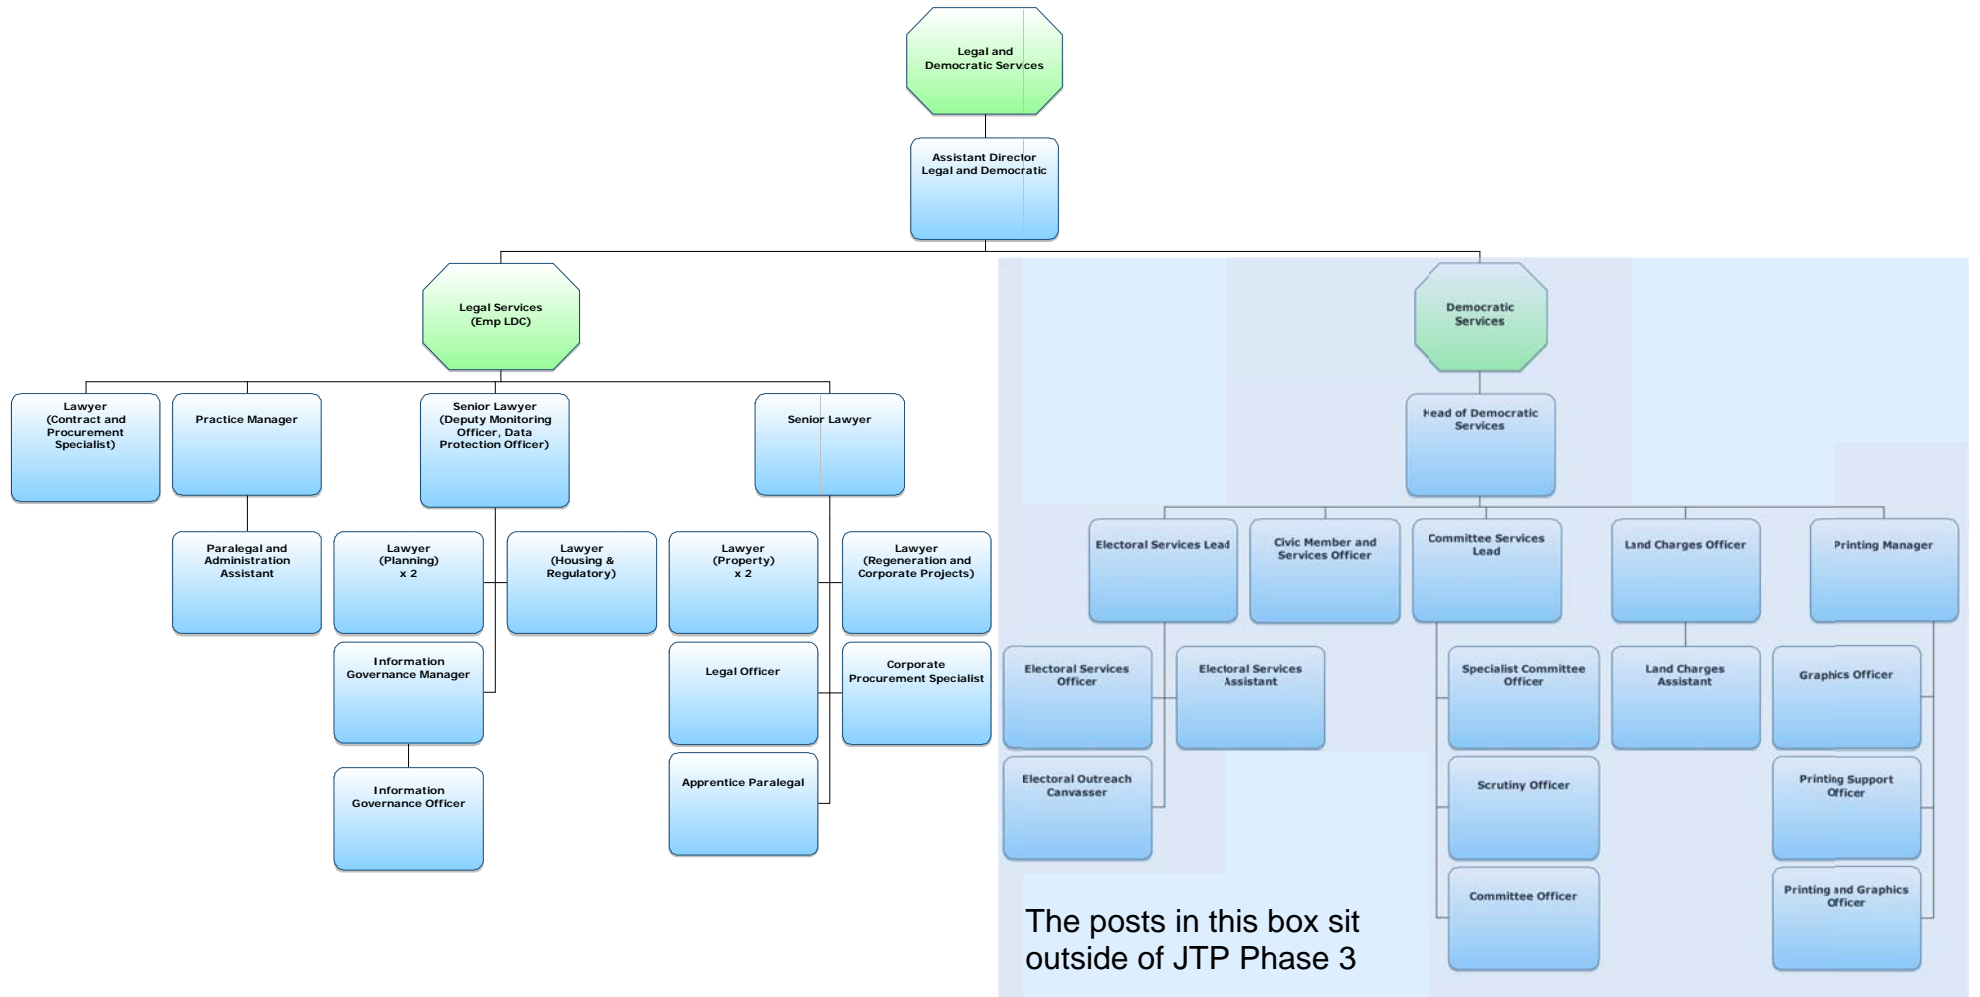 Legal and
Democratic Services
Assistant Director
Legal and Democratic
Legal Services
(Emp LDC)
Democratic
Services
Lawyer
(Contract and
Procurement
Specialist)
Practice Manager
Senior Lawyer
(Deputy Monitoring
Officer, Data
Protection Officer)
Senior Lawyer
Head of Democratic
Services
Paralegal and
Administration
Assistant
Lawyer
(Planning)
x 2
Lawyer
(Housing &
Regulatory)
Lawyer
(Property)
x 2
Lawyer
(Regeneration and
Corporate Projects)
Electoral Services Lead
Civic Member and
Services Officer
Committee Services
Lead
Land Charges Officer
Printing Manager
Information
Governance Manager
Legal Officer
Corporate
Procurement Specialist
Electoral Services
Officer
Electoral Services
Assistant
Specialist Committee
Officer
Land Charges
Assistant
Graphics Officer
Information
Governance Officer
Apprentice Paralegal
Electoral Outreach
Canvasser
Scrutiny Officer
Printing Support
Officer
Committee Officer
Printing and Graphics
Officer
The posts in this box sit
outside of JTP Phase 3